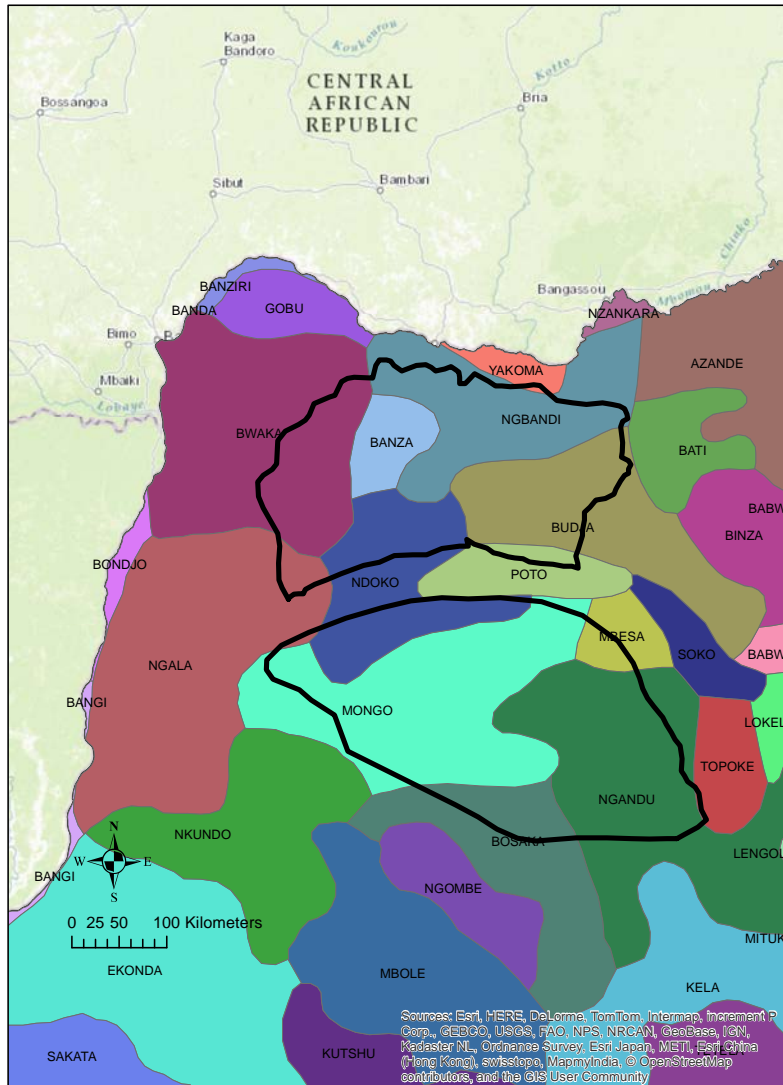 Kaga
Bandoro
Koukourou
Kotto
CENTRAL
AFRICAN
REPUBLIC
Bossangoa
Bria
Sibut
Bambari
Chinko
BANZIRI
Bangassou
Mbomou
BANDA
GOBU
NZANKARA
Bimo
YAKOMA
AZANDE
Mbaiki
Lobaye
BWAKA
BANZA
NGBANDI
BATI
BABW
BUDJA
BINZA
BONDJO
NDOKO
POTO
MBESA
SOKO
BABW
NGALA
BANGI
MONGO
LOKEL
TOPOKE
NGANDU
NKUNDO
BOSAKA
LENGOL
N
W
E
S
BANGI
NGOMBE
0 25 50 100 Kilometers
MITUK
EKONDA
MBOLE
KELA
SAKATA
KUTSHU
Sources: Esri, HERE, DeLorme, TomTom, Intermap, increment P
Corp., GEBCO, USGS, FAO, NPS, NRCAN, GeoBase, IGN,
Kadaster NL, Ordnance Survey, Esri Japan, METI, Esri China
(Hong Kong), swisstopo, MapmyIndia, © OpenStreetMap
contributors, and the GIS User Community